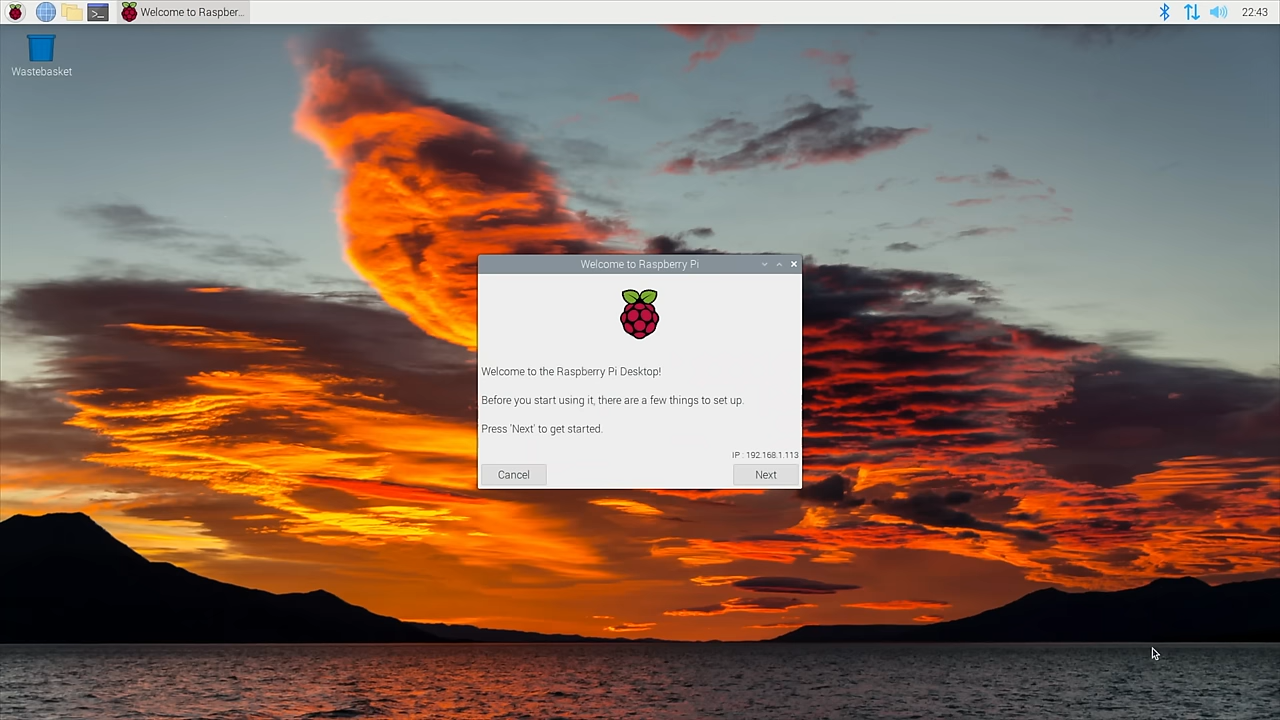 Welcome to Raspber...
22:43
Wastebasket
Welcome to Raspberry Pi
Welcome to the Raspberry Pi Desktop!
Before you start using it, there are a few things to set up.
Press 'Next' to get started.
IP : 192.168.1.113
Cancel
Next